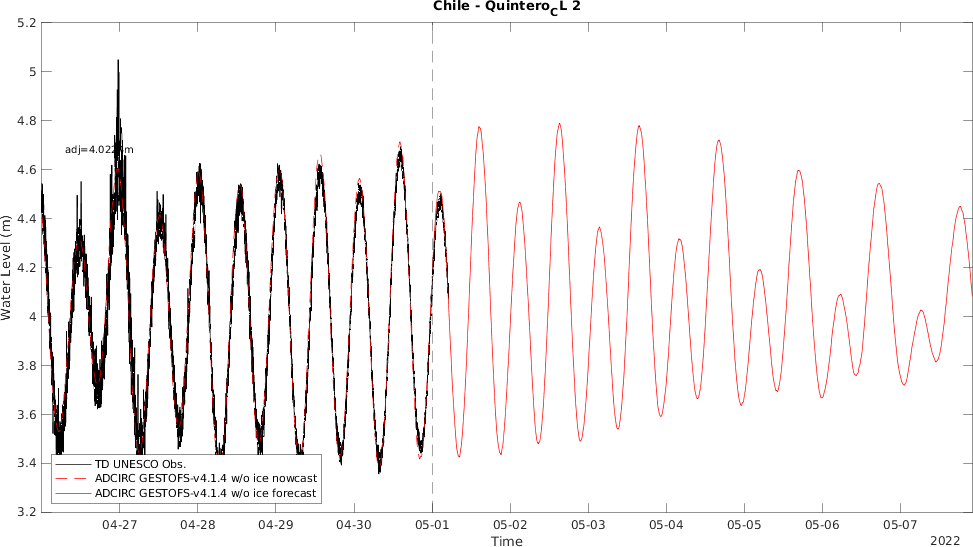 Chile - Quintero_CL 2
5.2
5
4.8
4.6
4.4
4.2
4
3.8
3.6
3.4
3.2
Water Level (m)
TD UNESCO Obs.
ADCIRC GESTOFS-v4.1.4 w/o ice nowcast
ADCIRC GESTOFS-v4.1.4 w/o ice forecast
04-27 04-28 04-29 04-30 05-01 05-02 05-03 05-04 05-05 05-06 05-07
Time
2022